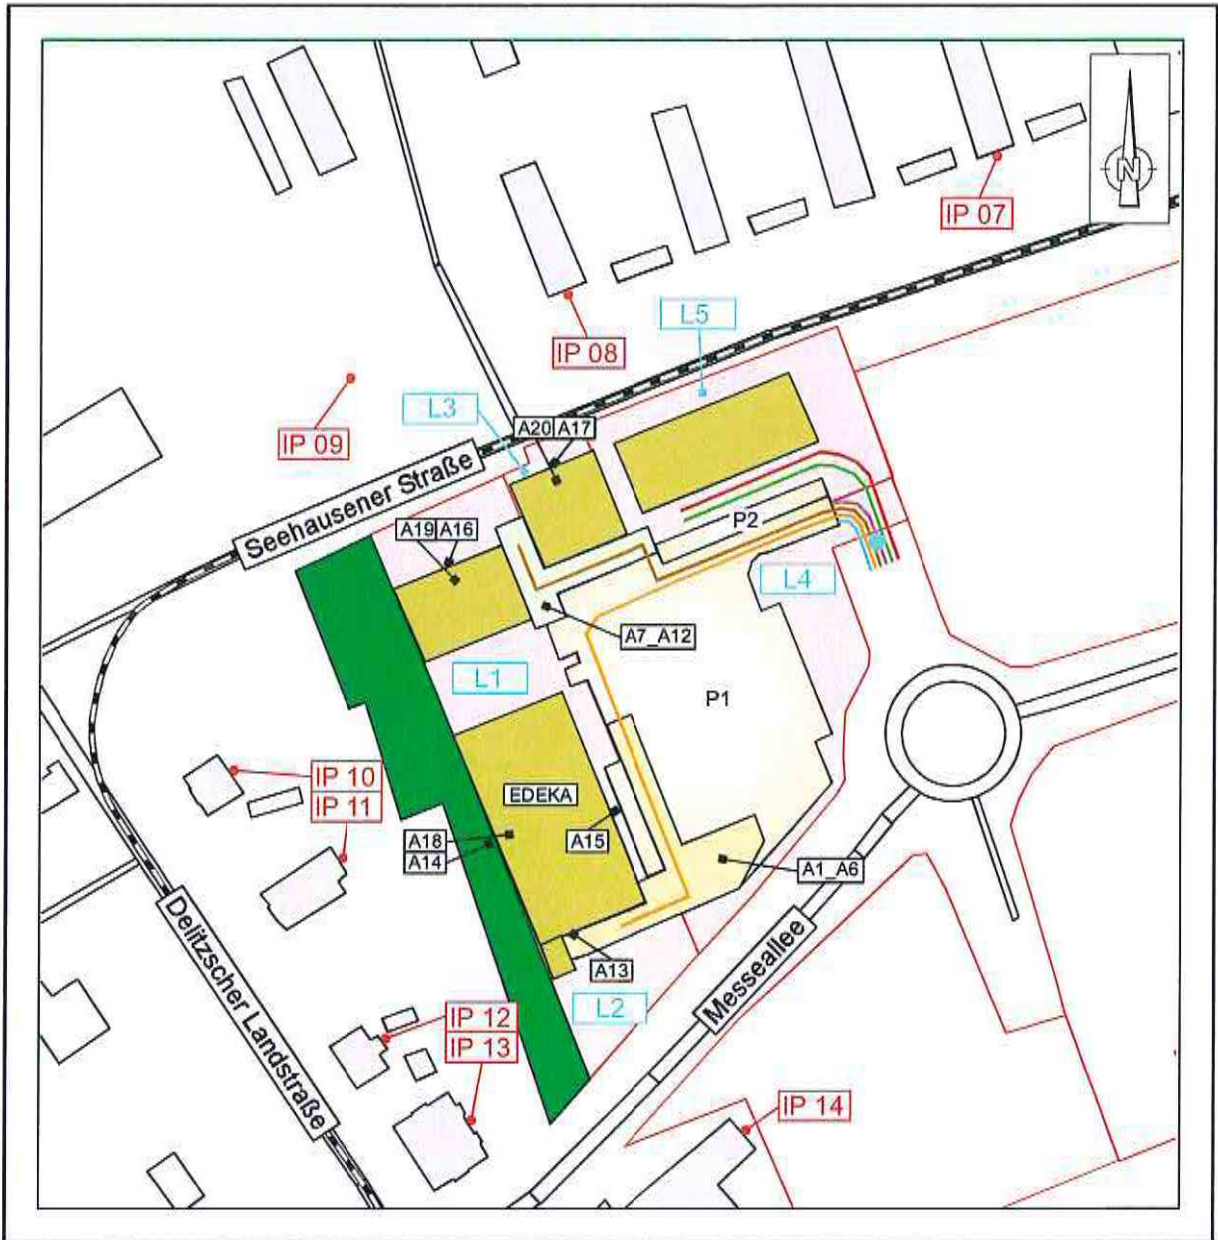 N
IP 07
L5
IP 08
L3
A20 A17
IP 09
Seehausener Straße
A19 A16
P2
L4
A7_A12
L1
P1
IP 10
IP 11
EDEKA
A18
A14
A15
A1_A6
Delitzscher Landstraße
Messeallee
A13
L2
IP 12
IP 13
IP 14